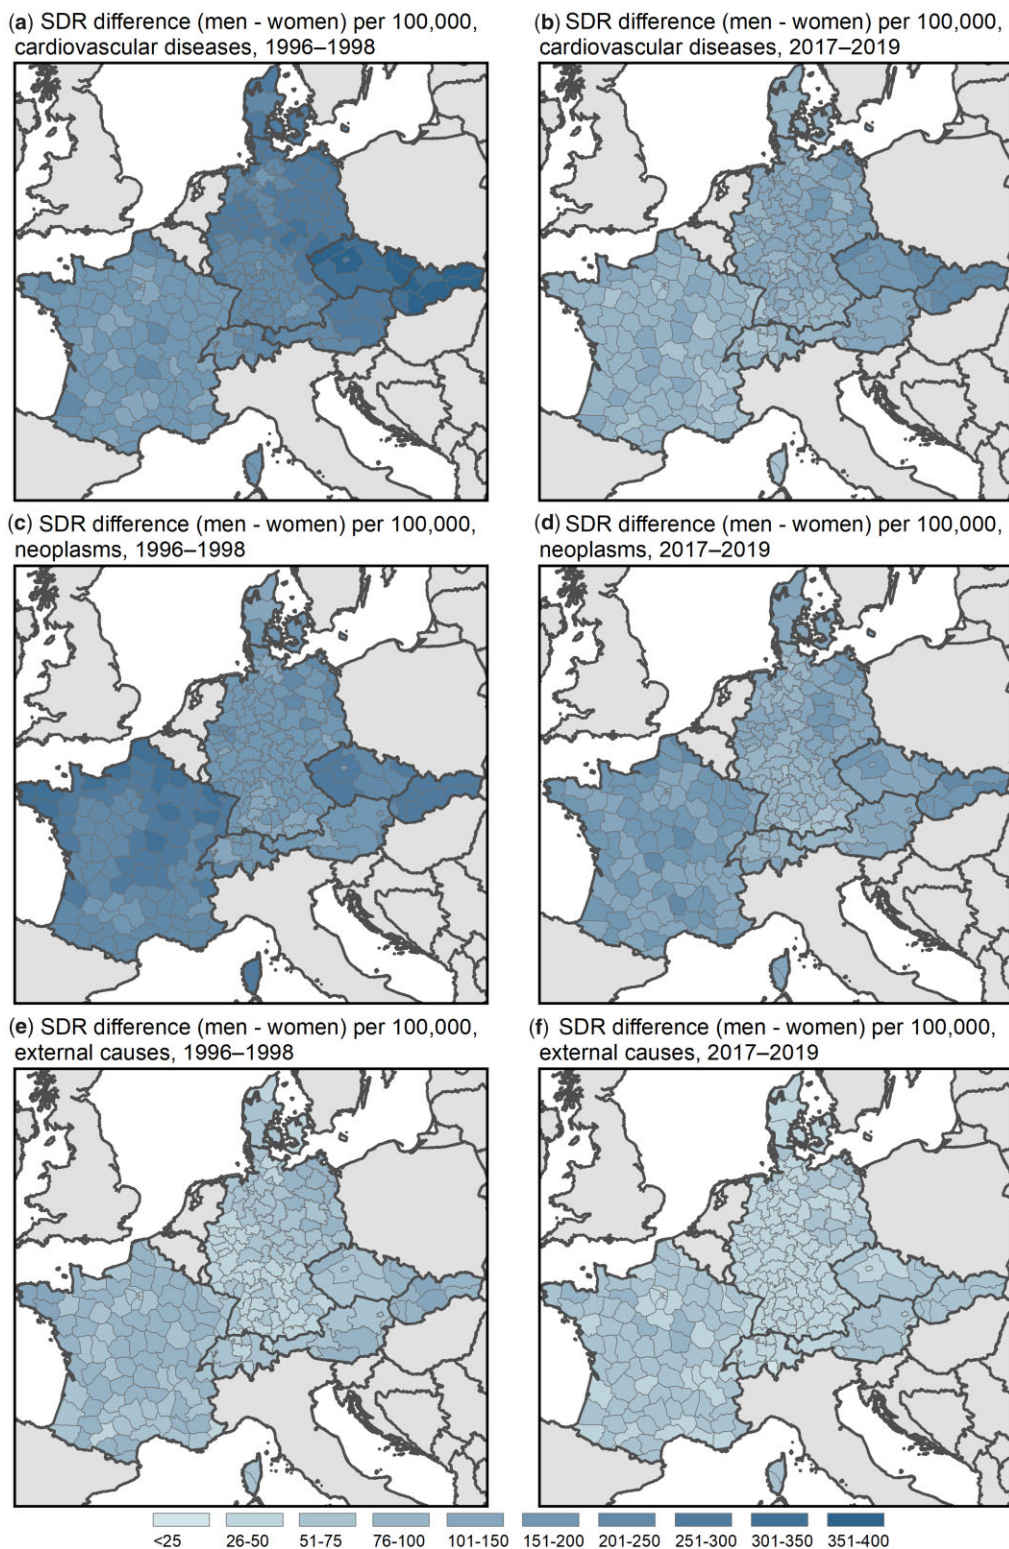 (a) SDR difference (men - women) per 100,000,
cardiovascular diseases, 1996–1998
(b) SDR difference (men - women) per 100,000,
cardiovascular diseases, 2017–2019
(c) SDR difference (men - women) per 100,000,
neoplasms, 1996–1998
(d) SDR difference (men - women) per 100,000,
neoplasms, 2017–2019
(e) SDR difference (men - women) per 100,000,
external causes, 1996–1998
(f) SDR difference (men - women) per 100,000,
external causes, 2017–2019
<25 26-50 51-75 76-100 101-150 151-200 201-250 251-300 301-350 351-400